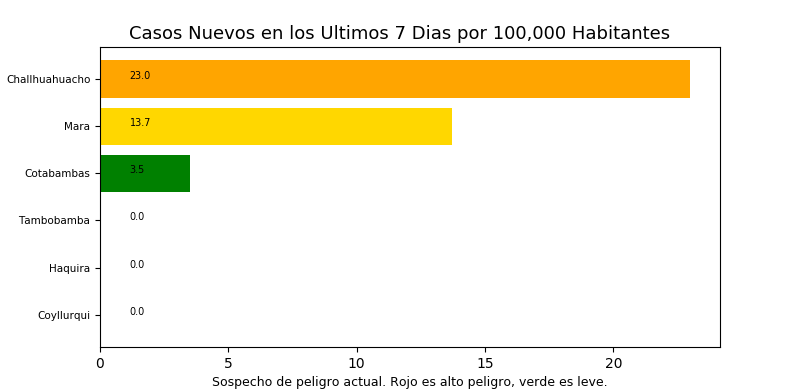 Casos Nuevos en los Ultimos 7 Dias por 100,000 Habitantes
Challhuahuacho 23.0
Mara 13.7
Cotabambas 3.5
Tambobamba 0.0
Haquira 0.0
Coyllurqui 0.0
0 5 10 15 20
Sospecho de peligro actual. Rojo es alto peligro, verde es leve.